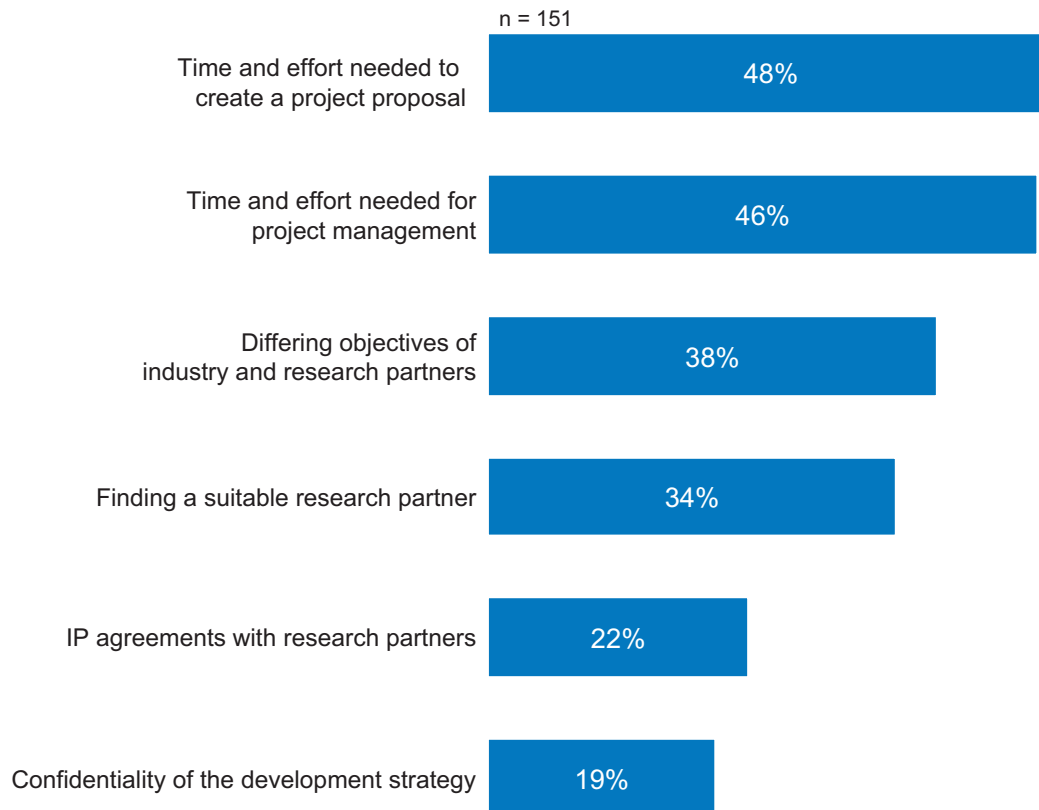 n = 151
Time and effort needed to
create a project proposal
48%
Time and effort needed for
project management
46%
Differing objectives of
industry and research partners
38%
Finding a suitable research partner
34%
IP agreements with research partners
22%
Confidentiality of the development strategy
19%